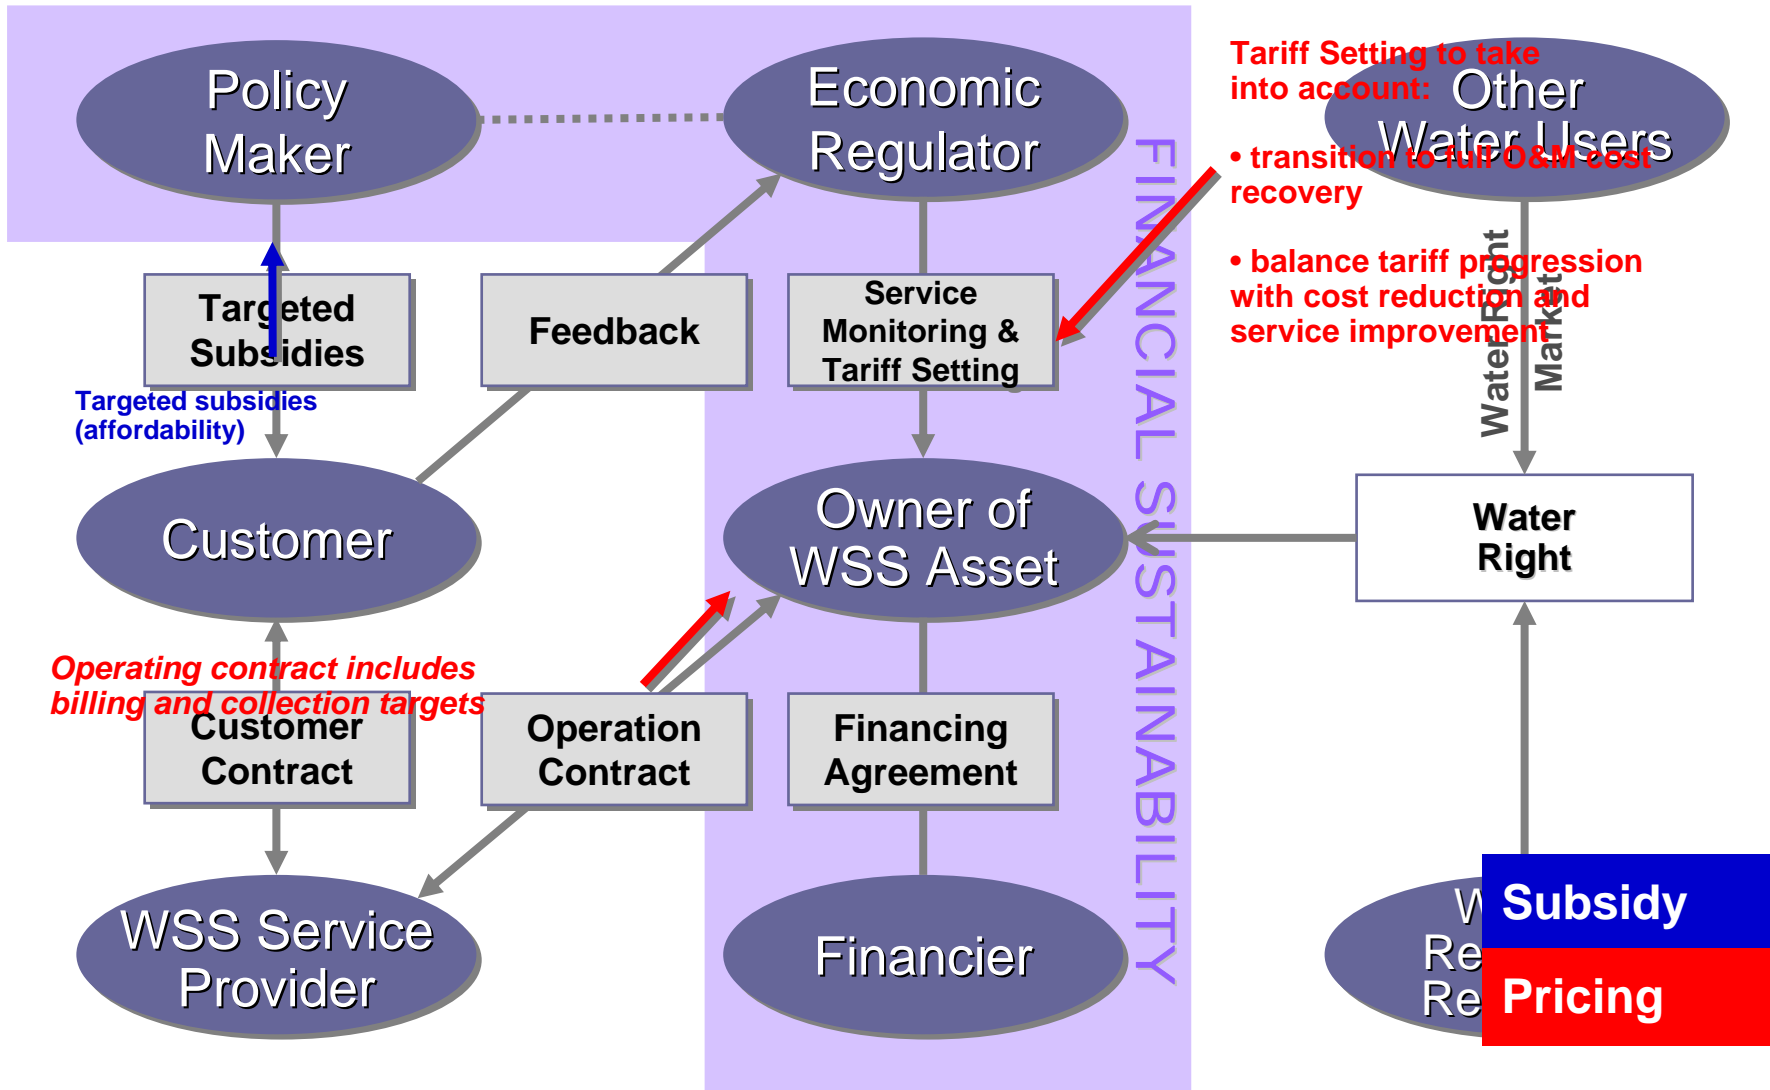 Policy
Maker
Economic
Regulator
Tariff Setting to take
into account:
• transition to full O&M cost
recovery
• balance tariff progression
with cost reduction and
service improvement
Other
Water Users
Water Right
Market
FINANCIAL SUSTAINABILITY
Targeted
Subsidies
Feedback
Service
Monitoring &
Tariff Setting
Targeted subsidies
(affordability)
Customer
Owner of
WSS Asset
Water
Right
Operating contract includes
billing and collection targets
Customer
Contract
Operation
Contract
Financing
Agreement
WSS Service
Provider
Financier
Subsidy
Pricing